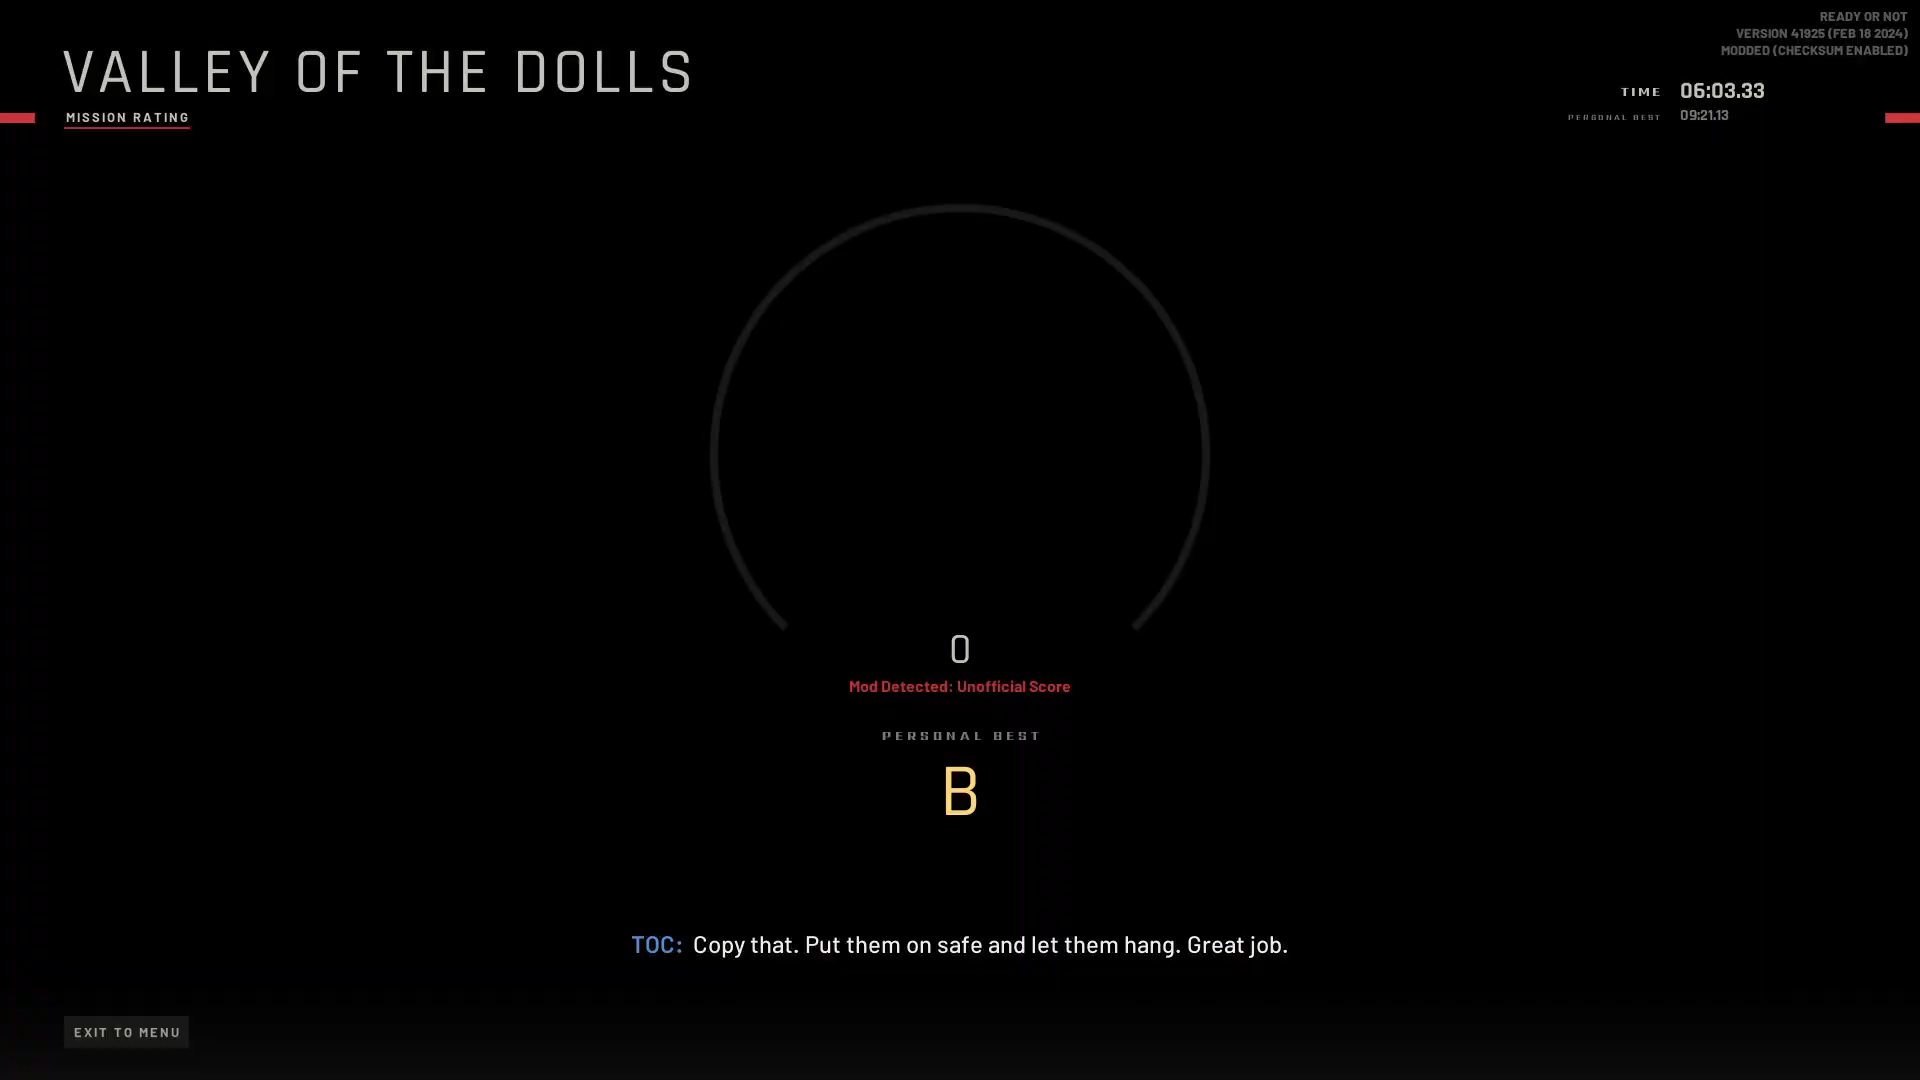 READY OR NOT
VERSION 41925 (FEB 18 2024)
MODDED (CHECKSUM ENABLED)
VALLEY OF THE DOLLS
MISSION RATING
TIME 06:03.33
PERSONAL BEST 09:21.13
0
Mod Detected: Unofficial Score
PERSONAL BEST
B
TOC: Copy that. Put them on safe and let them hang. Great job.
EXIT TO MENU